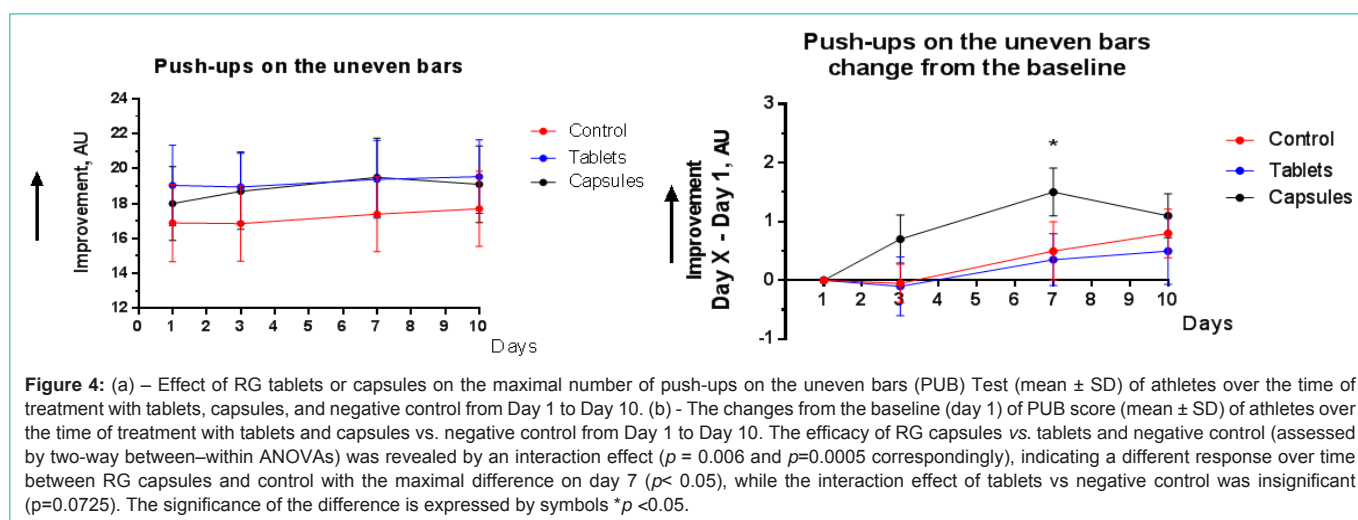 Push-ups on the uneven bars
Improvement, AU
24
22
20
18
16
14
12
0 1 2 3 4 5 6 7 8 9 10
Days
Control
Tablets
Capsules
Push-ups on the uneven bars
change from the baseline
Improvement
Day X - Day 1, AU
3
2
1
0
-1
*
1 2 3 4 5 6 7 8 9 10
Days
Control
Tablets
Capsules
Figure 4: (a) – Effect of RG tablets or capsules on the maximal number of push-ups on the uneven bars (PUB) Test (mean ± SD) of athletes over the time of
treatment with tablets, capsules, and negative control from Day 1 to Day 10. (b) - The changes from the baseline (day 1) of PUB score (mean ± SD) of athletes over
the time of treatment with tablets and capsules vs. negative control from Day 1 to Day 10. The efficacy of RG capsules vs. tablets and negative control (assessed
by two-way between–within ANOVAs) was revealed by an interaction effect (p = 0.006 and p=0.0005 correspondingly), indicating a different response over time
between RG capsules and control with the maximal difference on day 7 (p< 0.05), while the interaction effect of tablets vs negative control was insignificant
(p=0.0725). The significance of the difference is expressed by symbols *p <0.05.